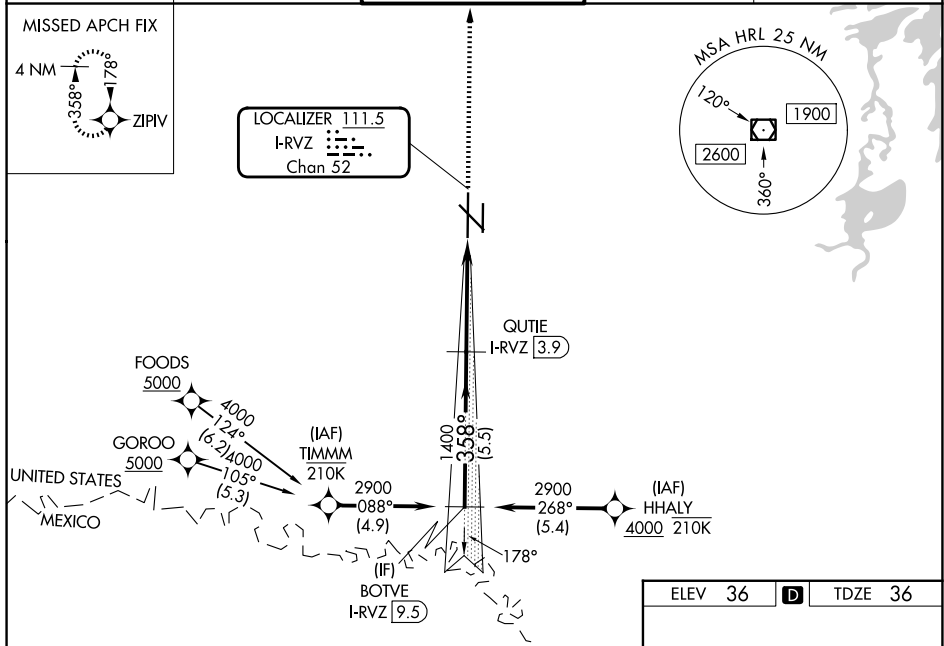 MISSED APCH FIX
4 NM
358°
178°
ZIPIV
LOCALIZER 111.5
I-RVZ
Chan 52
MSA HRL 25 NM
120°
1900
2600
360°
QUTIE
I-RVZ 3.9
FOODS
5000
4000
124°
(6.2)
GOROO
5000
4000
105°
(5.3)
(IAF)
TIMMM
210K
1400
358°
(5.5)
UNITED STATES
MEXICO
2900
088°
(4.9)
2900
268°
(5.4)
(IAF)
HHALY
4000 210K
178°
(IF)
BOTVE
I-RVZ 9.5
ELEV 36 D TDZE 36